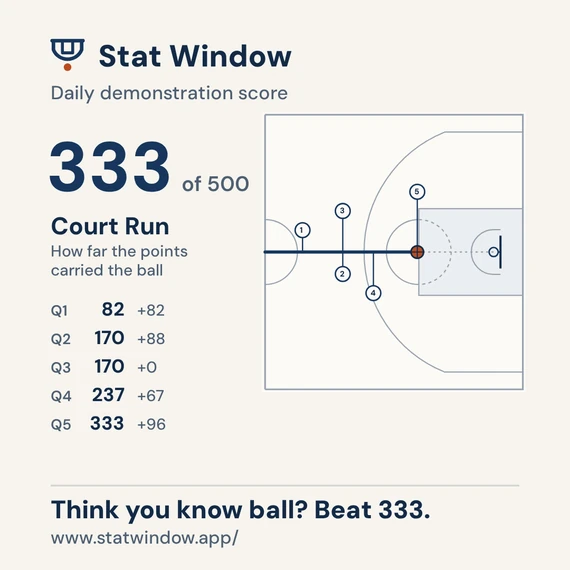 Stat Window
Daily demonstration score
333 of 500
Court Run
How far the points
carried the ball
Q1 82 +82
Q2 170 +88
Q3 170 +0
Q4 237 +67
Q5 333 +96
1
3
2
4
5
Think you know ball? Beat 333.
www.statwindow.app/